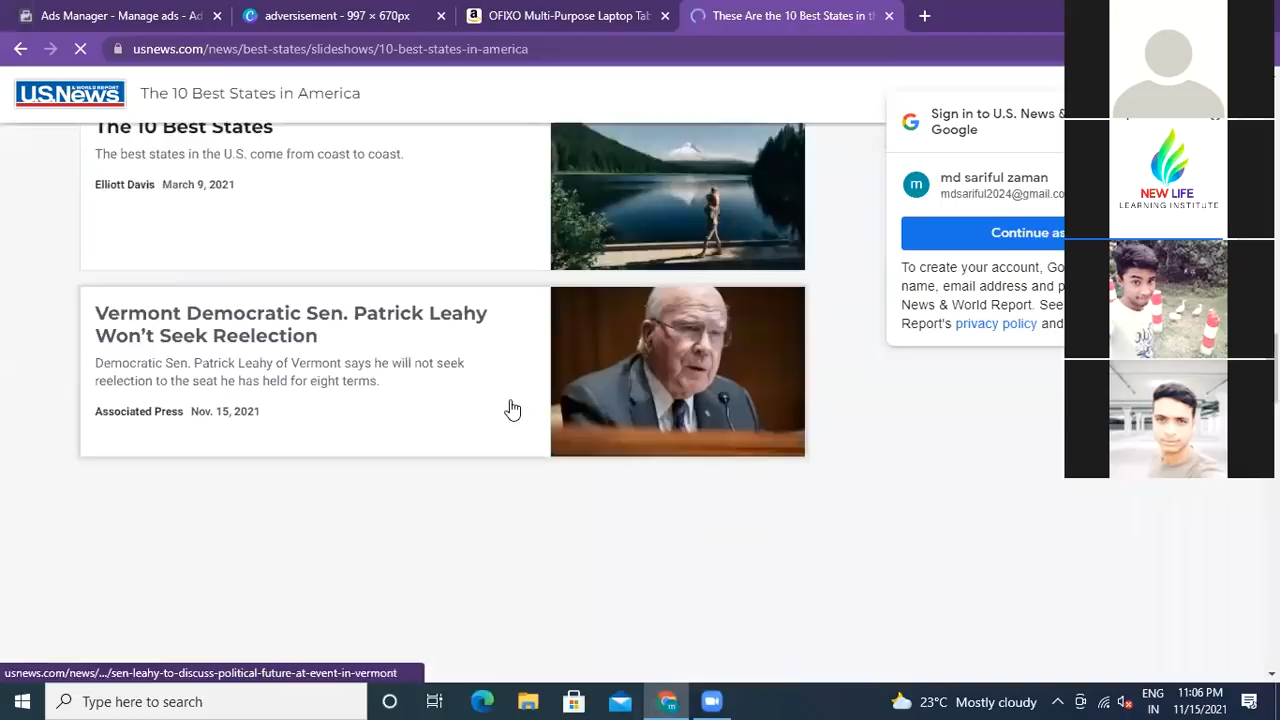 Ads Manager - Manage ads - Ad
adversisement - 997 × 670px
OFIXO Multi-Purpose Laptop Tab
These Are the 10 Best States in th
usnews.com/news/best-states/slideshows/10-best-states-in-america
U.S.News
& WORLD REPORT
The 10 Best States in America
The 10 Best States
The best states in the U.S. come from coast to coast.
Elliott Davis March 9, 2021
Vermont Democratic Sen. Patrick Leahy
Won’t Seek Reelection
Democratic Sen. Patrick Leahy of Vermont says he will not seek
reelection to the seat he has held for eight terms.
Associated Press Nov. 15, 2021
Sign in to U.S. News &
Google
m
md sariful zaman
mdsariful2024@gmail.co
Continue as
To create your account, Go
name, email address and p
News & World Report. See
Report's privacy policy and
NEW LIFE
LEARNING INSTITUTE
usnews.com/news/.../sen-leahy-to-discuss-political-future-at-event-in-vermont
Type here to search
23°C Mostly cloudy
ENG
IN
11:06 PM
11/15/2021